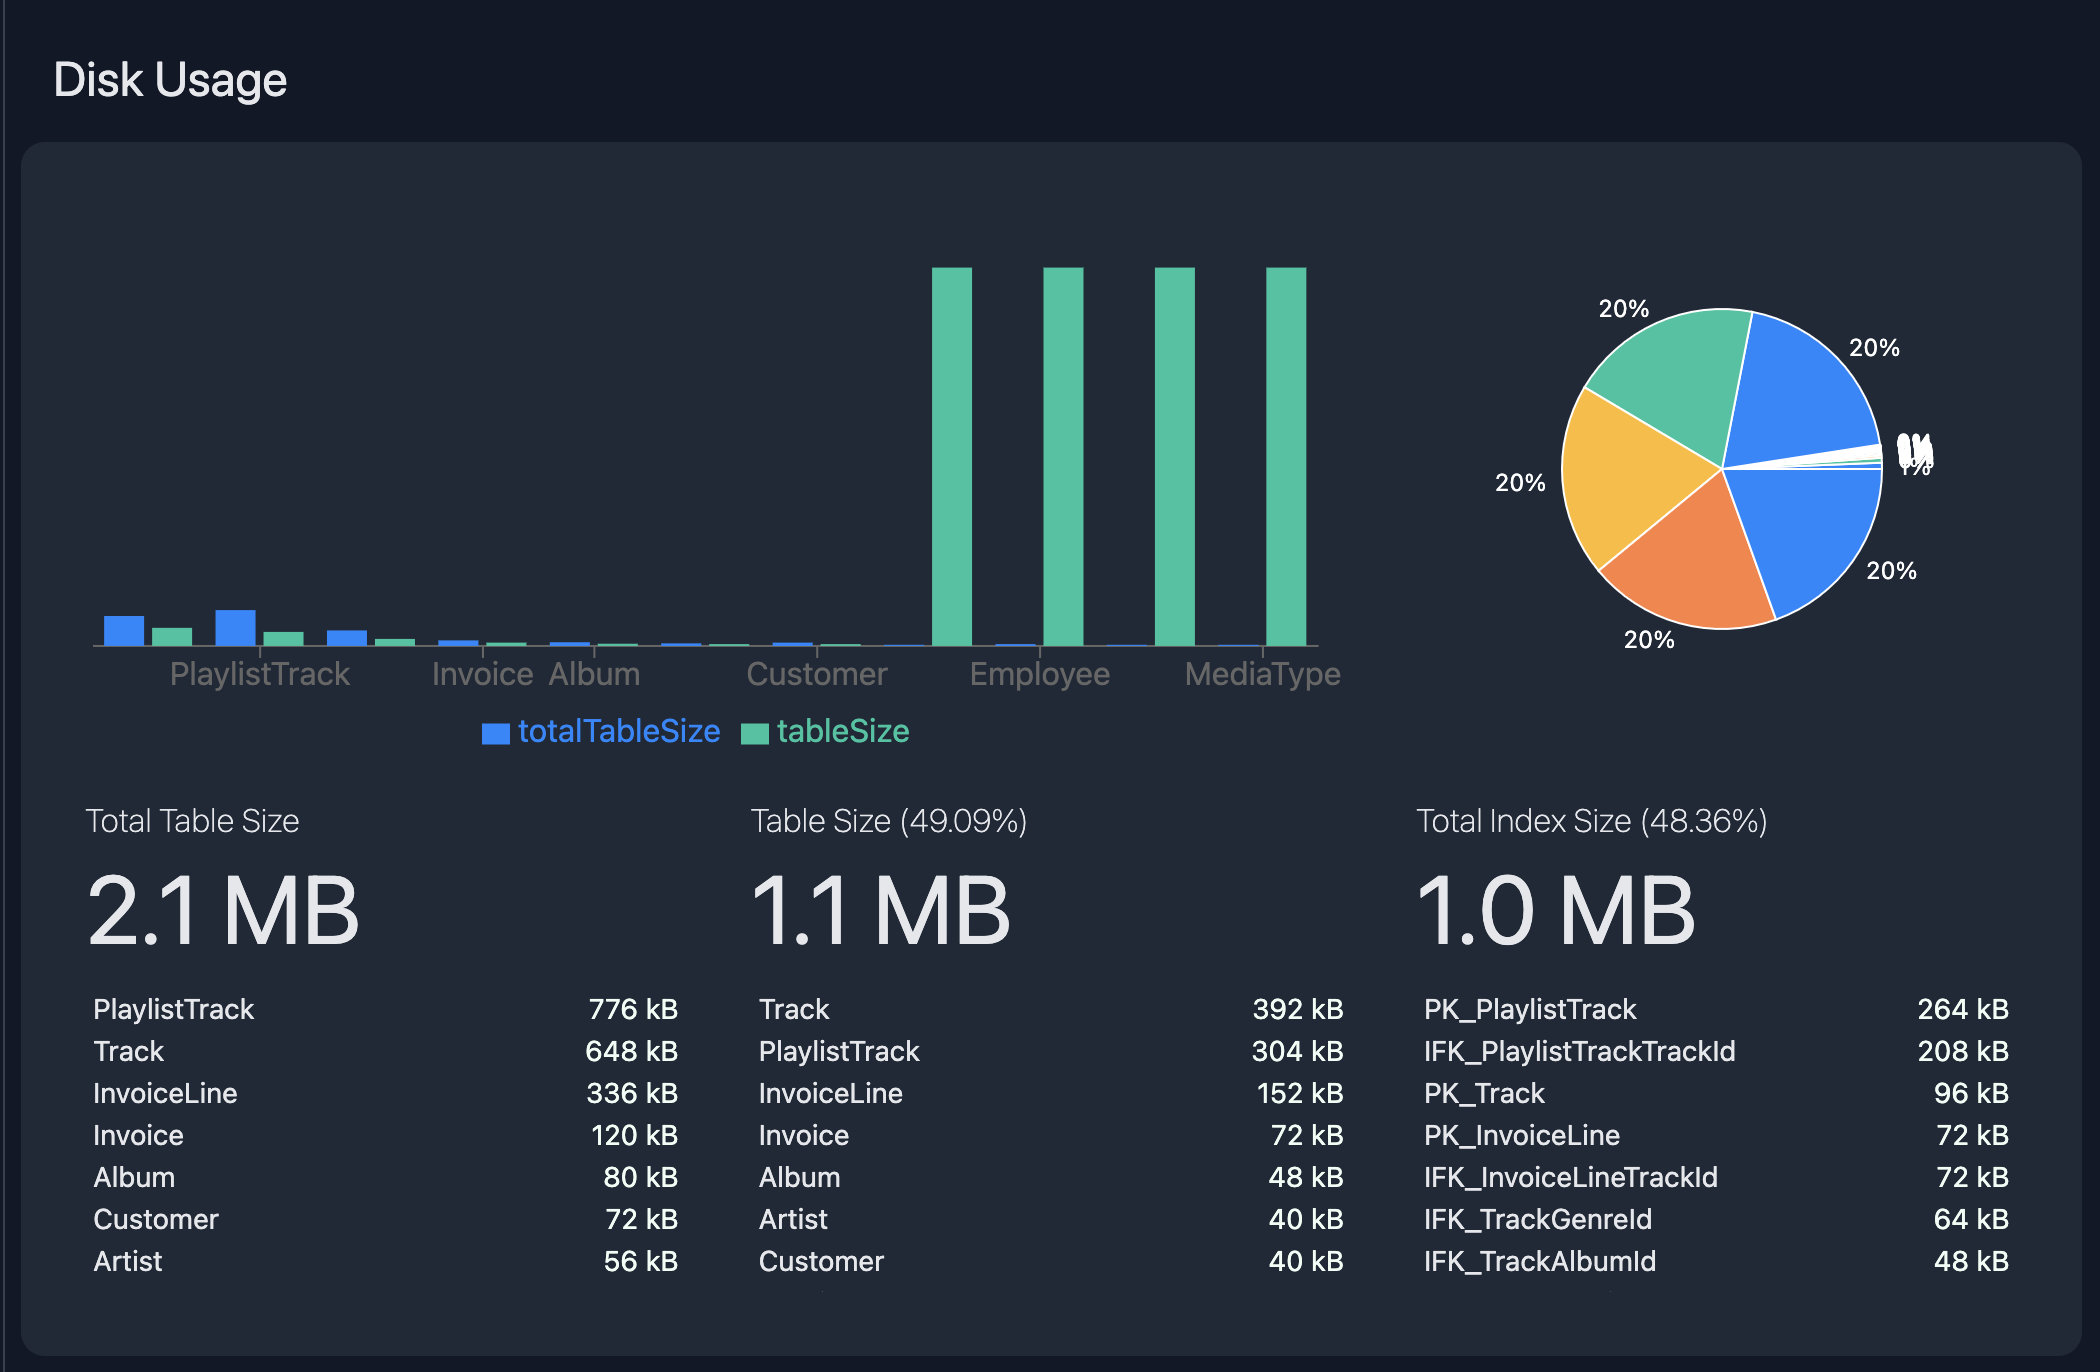 Disk Usage
20%
20%
20%
20%
20%
1%
PlaylistTrack Invoice Album Customer Employee MediaType
totalTableSize tableSize
Total Table Size
2.1 MB
PlaylistTrack 776 kB
Track 648 kB
InvoiceLine 336 kB
Invoice 120 kB
Album 80 kB
Customer 72 kB
Artist 56 kB
Table Size (49.09%)
1.1 MB
Track 392 kB
PlaylistTrack 304 kB
InvoiceLine 152 kB
Invoice 72 kB
Album 48 kB
Artist 40 kB
Customer 40 kB
Total Index Size (48.36%)
1.0 MB
PK_PlaylistTrack 264 kB
IFK_PlaylistTrackTrackId 208 kB
PK_Track 96 kB
PK_InvoiceLine 72 kB
IFK_InvoiceLineTrackId 72 kB
IFK_TrackGenreId 64 kB
IFK_TrackAlbumId 48 kB